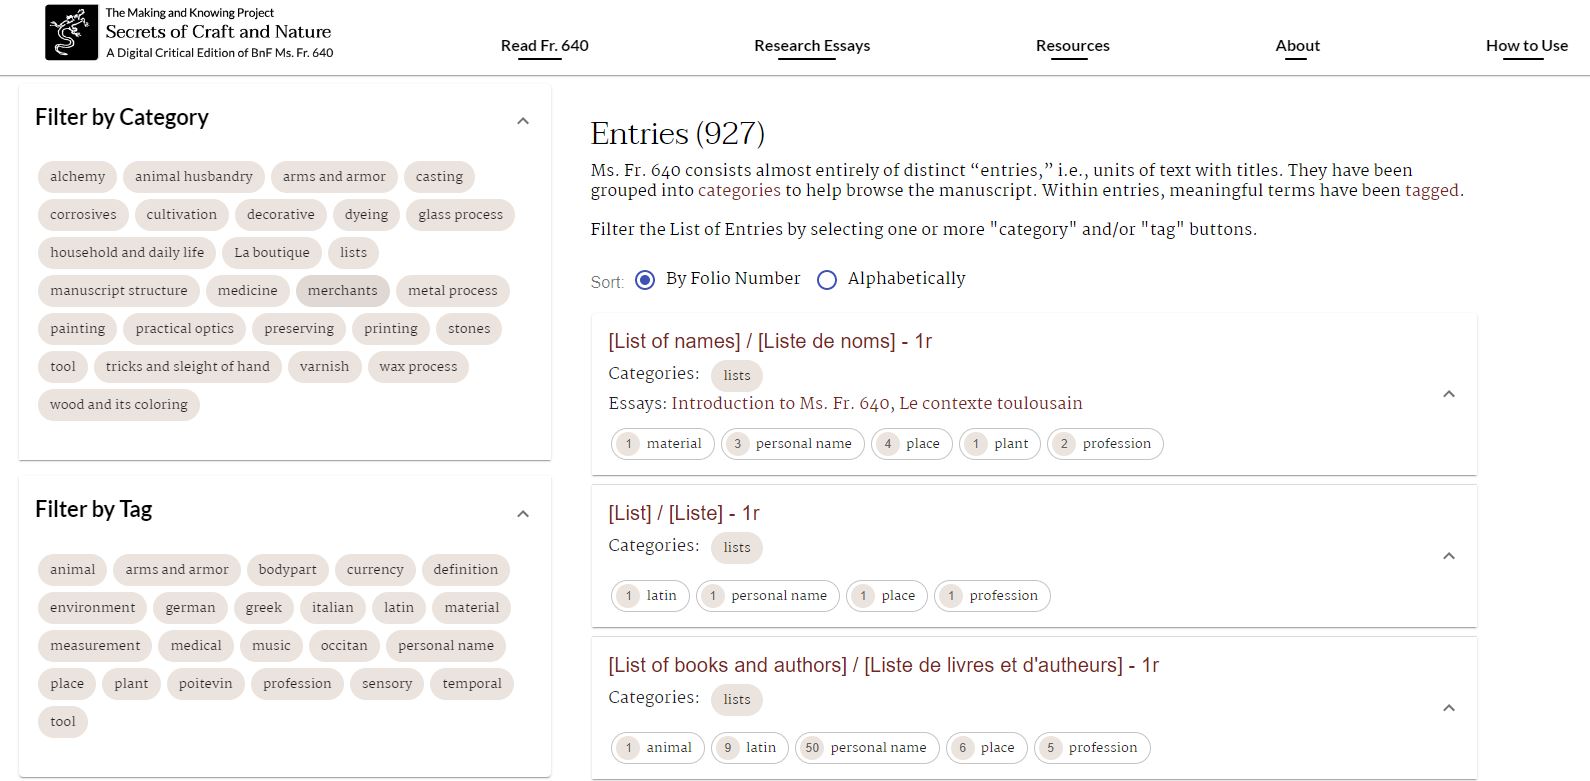 The Making and Knowing Project
Secrets of Craft and Nature
A Digital Critical Edition of BnF Ms. Fr. 640
Read Fr. 640
Research Essays
Resources
About
How to Use
Filter by Category
alchemy animal husbandry arms and armor casting
corrosives cultivation decorative dyeing glass process
household and daily life La boutique lists
manuscript structure medicine merchants metal process
painting practical optics preserving printing stones
tool tricks and sleight of hand varnish wax process
wood and its coloring
Filter by Tag
animal arms and armor bodypart currency definition
environment german greek italian latin material
measurement medical music occitan personal name
place plant poitevin profession sensory temporal
tool
Entries (927)
Ms. Fr. 640 consists almost entirely of distinct “entries,” i.e., units of text with titles. They have been
grouped into categories to help browse the manuscript. Within entries, meaningful terms have been tagged.
Filter the List of Entries by selecting one or more "category" and/or "tag" buttons.
Sort: By Folio Number Alphabetically
[List of names] / [Liste de noms] - 1r
Categories: lists
Essays: Introduction to Ms. Fr. 640, Le contexte toulousain
1 material 3 personal name 4 place 1 plant 2 profession
[List] / [Liste] - 1r
Categories: lists
1 latin 1 personal name 1 place 1 profession
[List of books and authors] / [Liste de livres et d'autheurs] - 1r
Categories: lists
1 animal 9 latin 50 personal name 6 place 5 profession